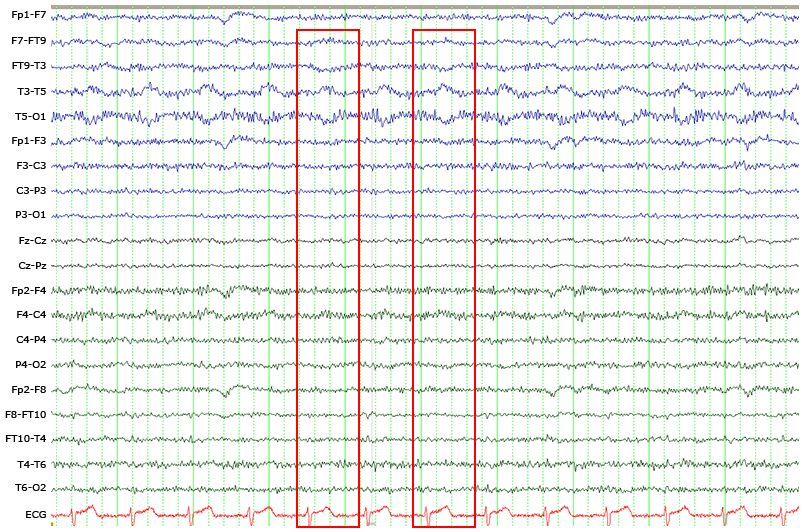 Fp1-F7
F7-FT9
FT9-T3
T3-T5
T5-O1
Fp1-F3
F3-C3
C3-P3
P3-O1
Fz-Cz
Cz-Pz
Fp2-F4
F4-C4
C4-P4
P4-O2
Fp2-F8
F8-FT10
FT10-T4
T4-T6
T6-O2
ECG